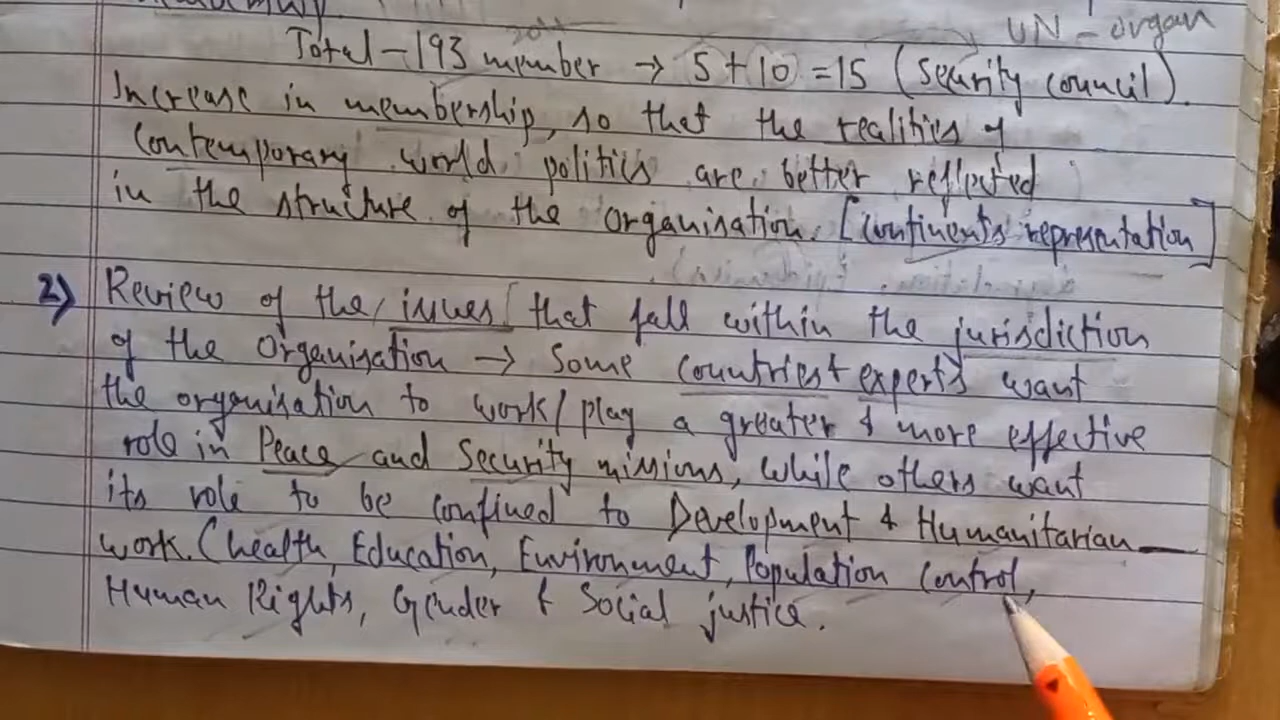 UN - organ
Total - 193 member → 5 + 10 = 15 (Security council).
Increase in membership, so that the realities of
contemporary world politics are better reflected
in the structure of the organisation. [continents representation]
2) Review of the issues that fall within the jurisdiction
of the organisation → Some countries & experts want
the organisation to work/play a greater & more effective
role in Peace and Security missions, while others want
its role to be confined to Development & Humanitarian
work. (health, Education, Environment, Population control,
Human Rights, Gender & Social justice.